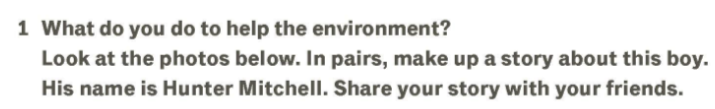 1 What do you do to help the environment?
Look at the photos below. In pairs, make up a story about this boy.
His name is Hunter Mitchell. Share your story with your friends.